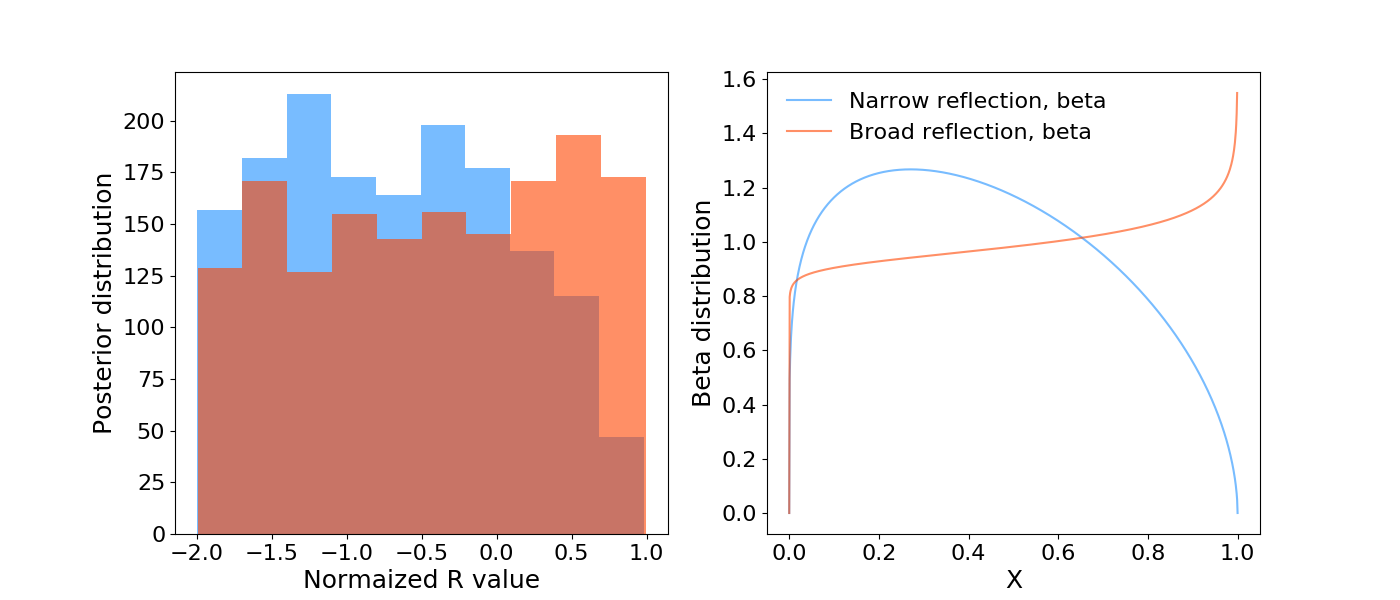 Posterior distribution
200
175
150
125
100
75
50
25
0
−2.0 −1.5 −1.0 −0.5 0.0 0.5 1.0
Normaized R value
Beta distribution
1.6
1.4
1.2
1.0
0.8
0.6
0.4
0.2
0.0
Narrow reflection, beta
Broad reflection, beta
0.0 0.2 0.4 0.6 0.8 1.0
X